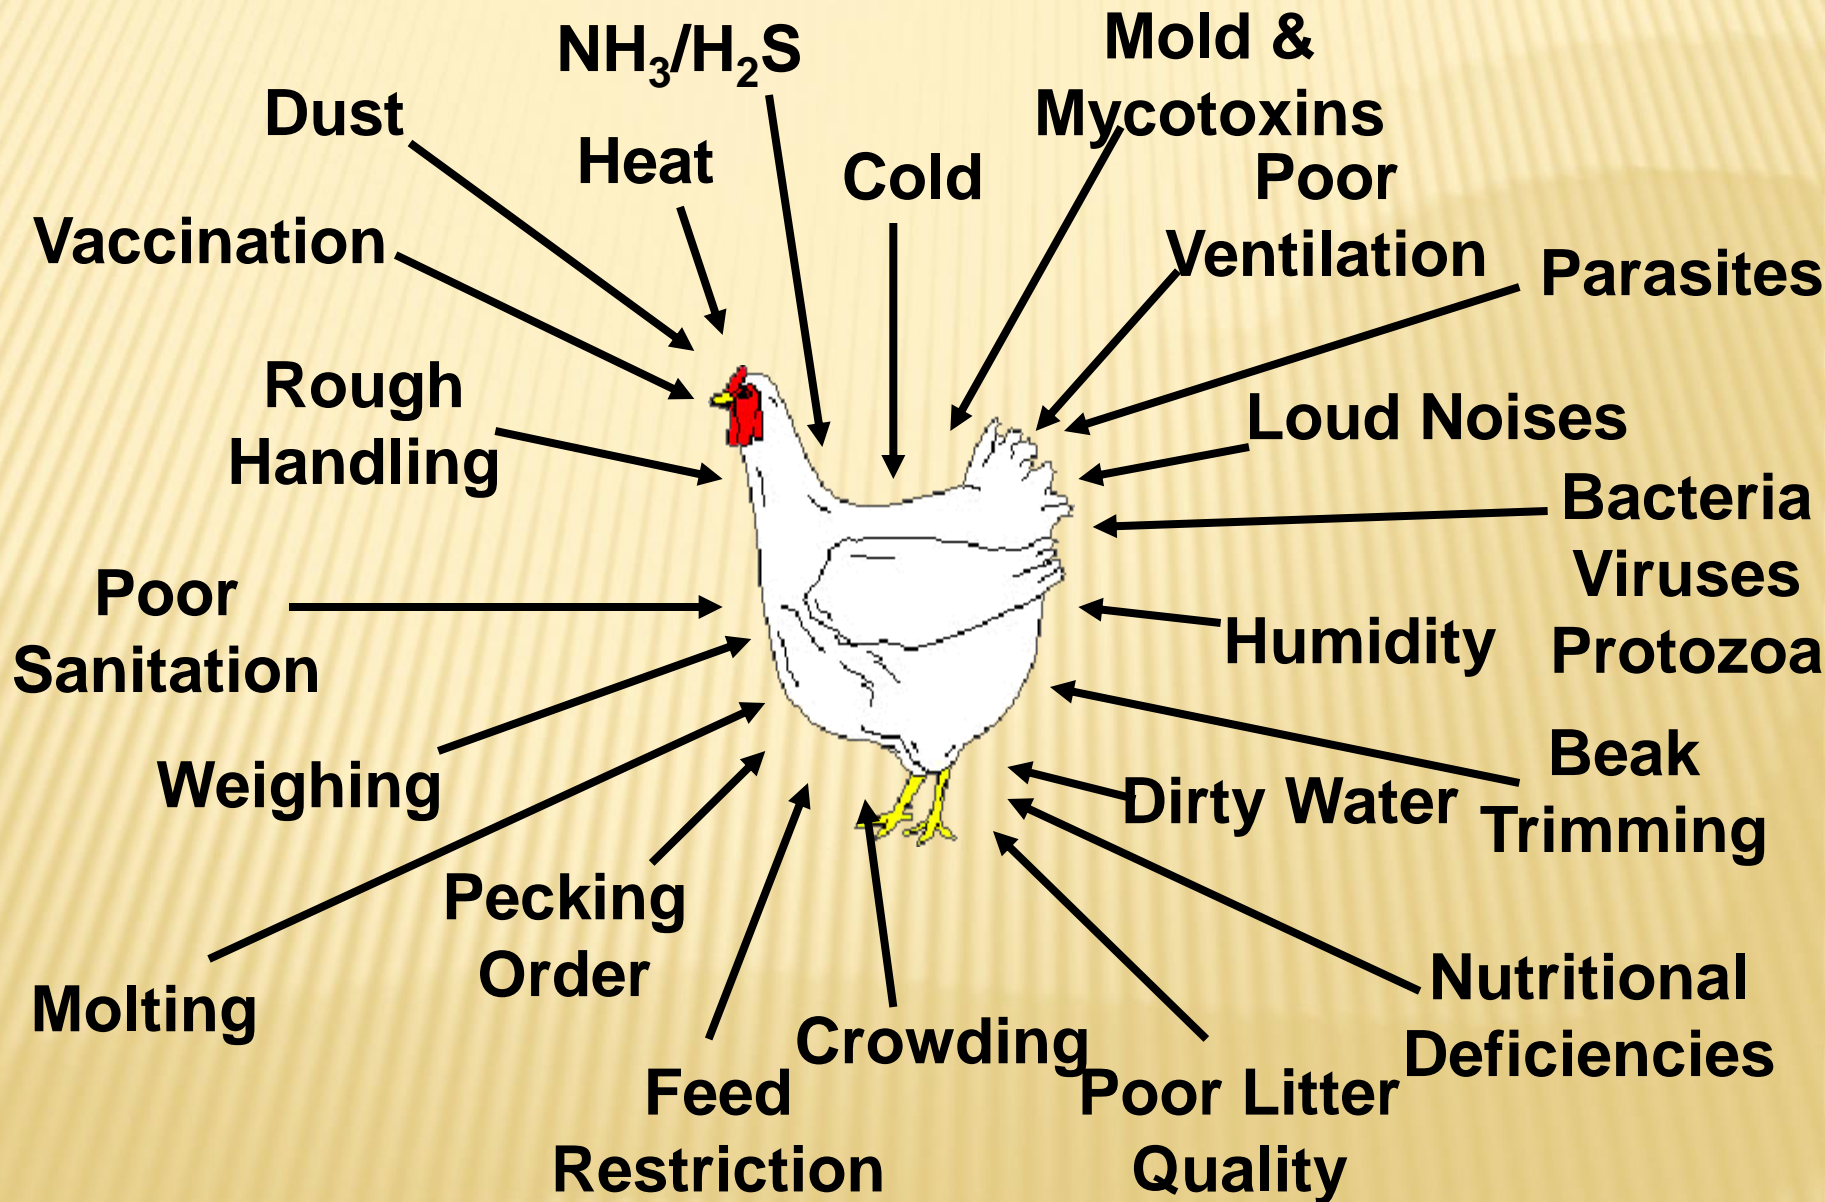 NH₃/H₂S
Mold &
Mycotoxins
Dust
Heat
Cold
Poor
Ventilation
Vaccination
Parasites
Rough
Handling
Loud Noises
Bacteria
Viruses
Protozoa
Poor
Sanitation
Humidity
Weighing
Dirty Water
Beak
Trimming
Pecking
Order
Molting
Nutritional
Deficiencies
Crowding
Feed
Restriction
Poor Litter
Quality